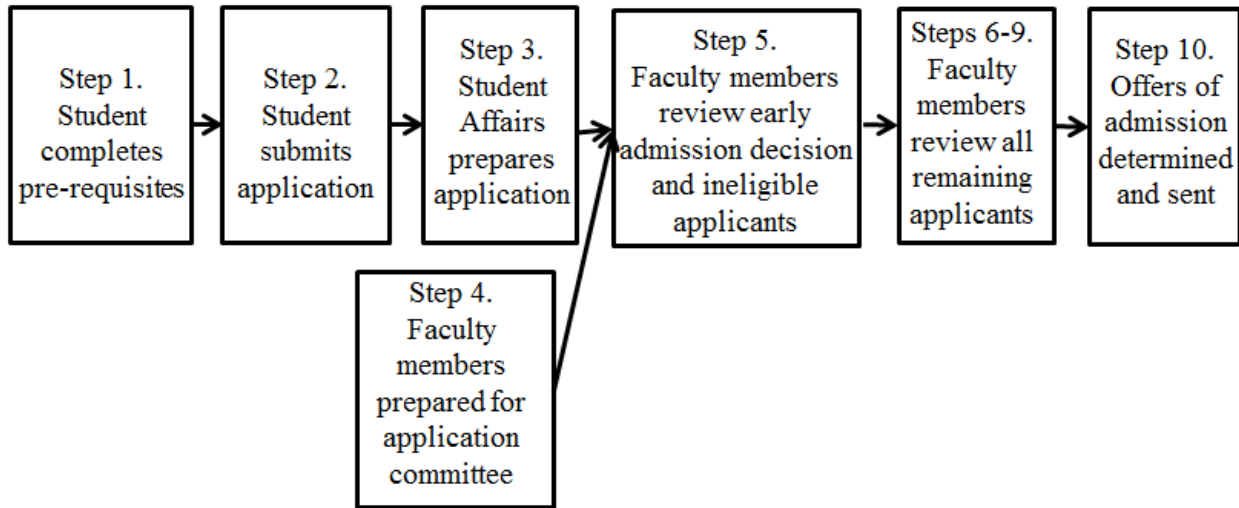 Step 1.
Student
completes
pre-requisites
Step 2.
Student
submits
application
Step 3.
Student
Affairs
prepares
application
Step 4.
Faculty
members
prepared for
application
committee
Step 5.
Faculty members
review early
admission decision
and ineligible
applicants
Steps 6-9.
Faculty
members
review all
remaining
applicants
Step 10.
Offers of
admission
determined
and sent